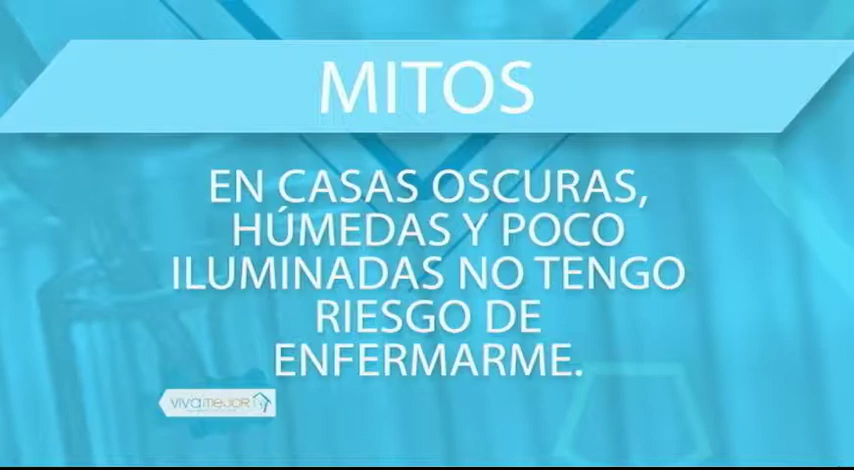 MITOS
EN CASAS OSCURAS,
HÚMEDAS Y POCO
ILUMINADAS NO TENGO
RIESGO DE
ENFERMARME.
vivamejor